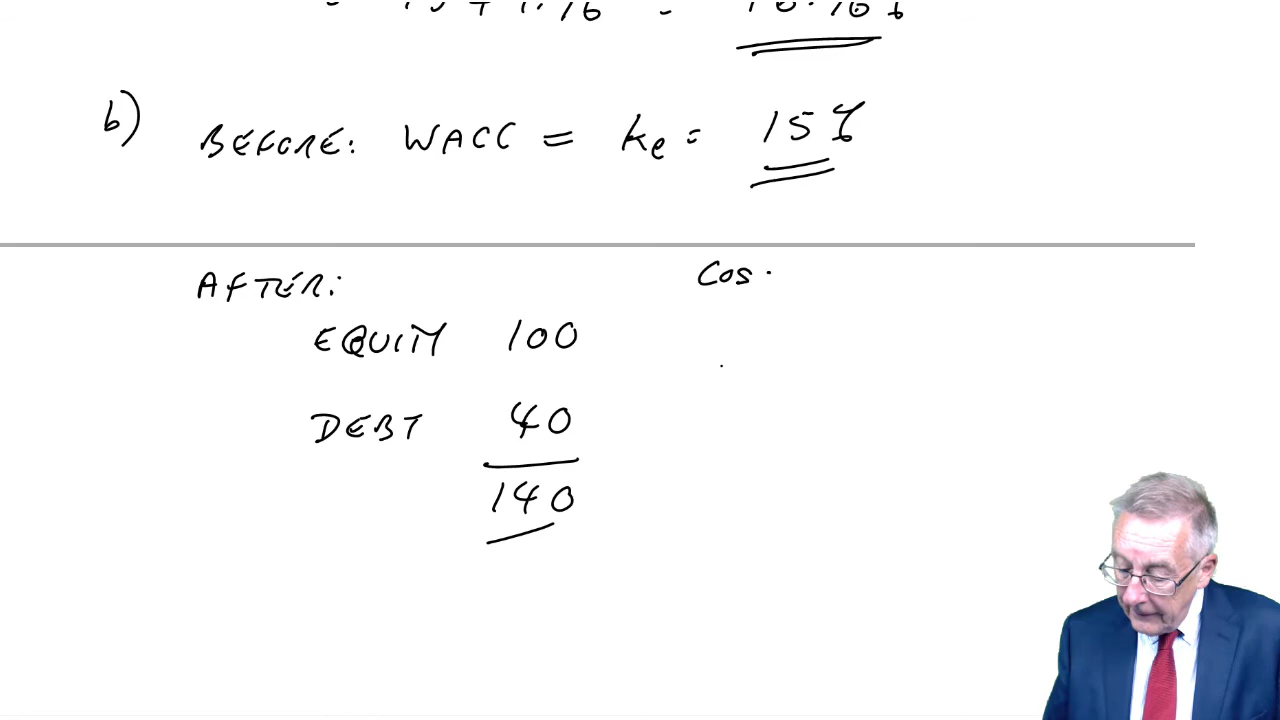 b) BEFORE: WACC = ke = 15%
AFTER: Cos
EQUITY 100
DEBT 40
140